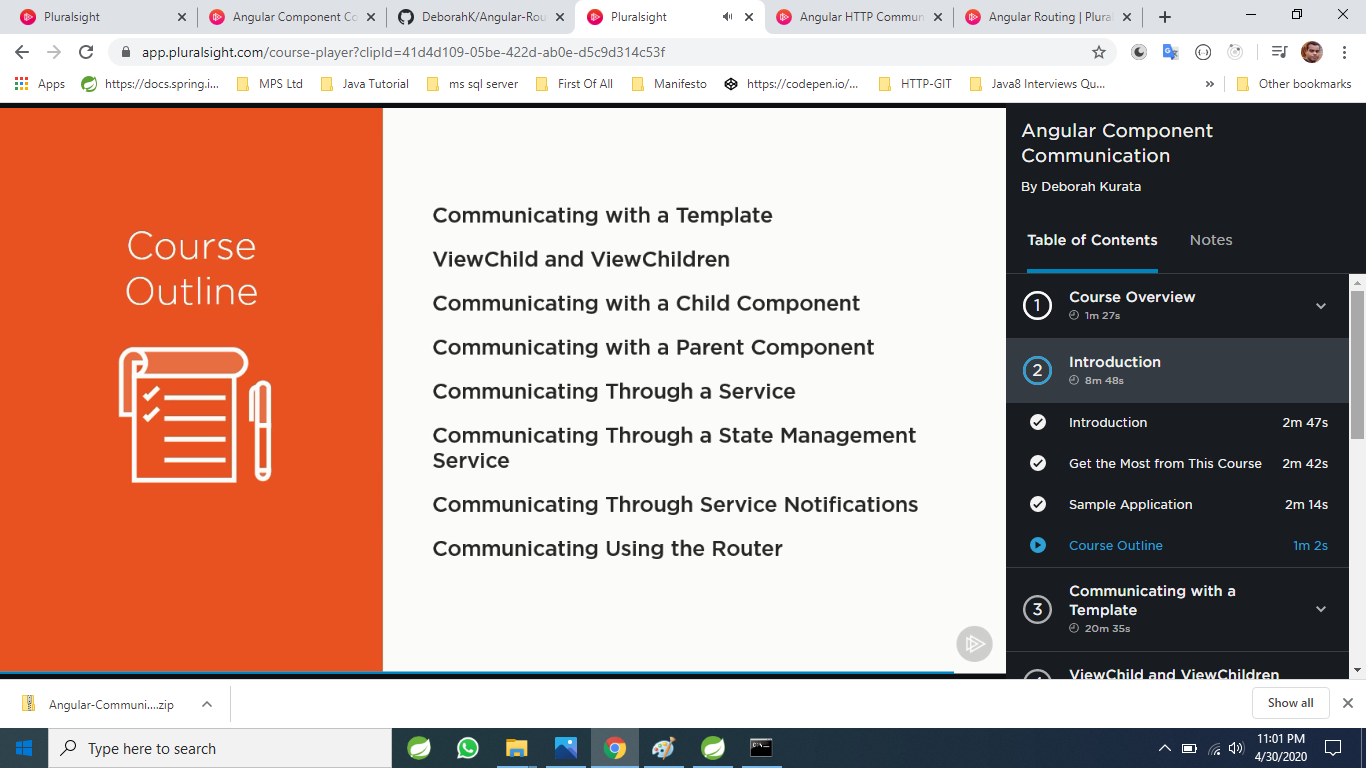 Pluralsight
Angular Component Co
DeborahK/Angular-Rou
Pluralsight
Angular HTTP Commun
Angular Routing | Plural
app.pluralsight.com/course-player?clipId=41d4d109-05be-422d-ab0e-d5c9d314c53f
Apps
https://docs.spring.i...
MPS Ltd
Java Tutorial
ms sql server
First Of All
Manifesto
https://codepen.io/...
HTTP-GIT
Java8 Interviews Qu...
»
Other bookmarks
Course
Outline
Communicating with a Template
ViewChild and ViewChildren
Communicating with a Child Component
Communicating with a Parent Component
Communicating Through a Service
Communicating Through a State Management
Service
Communicating Through Service Notifications
Communicating Using the Router
Angular Component
Communication
By Deborah Kurata
Table of Contents
Notes
1
Course Overview
1m 27s
2
Introduction
8m 48s
Introduction 2m 47s
Get the Most from This Course 2m 42s
Sample Application 2m 14s
Course Outline 1m 2s
3
Communicating with a
Template
20m 35s
ViewChild and ViewChildren
Angular-Communi....zip
Show all
Type here to search
11:01 PM
4/30/2020